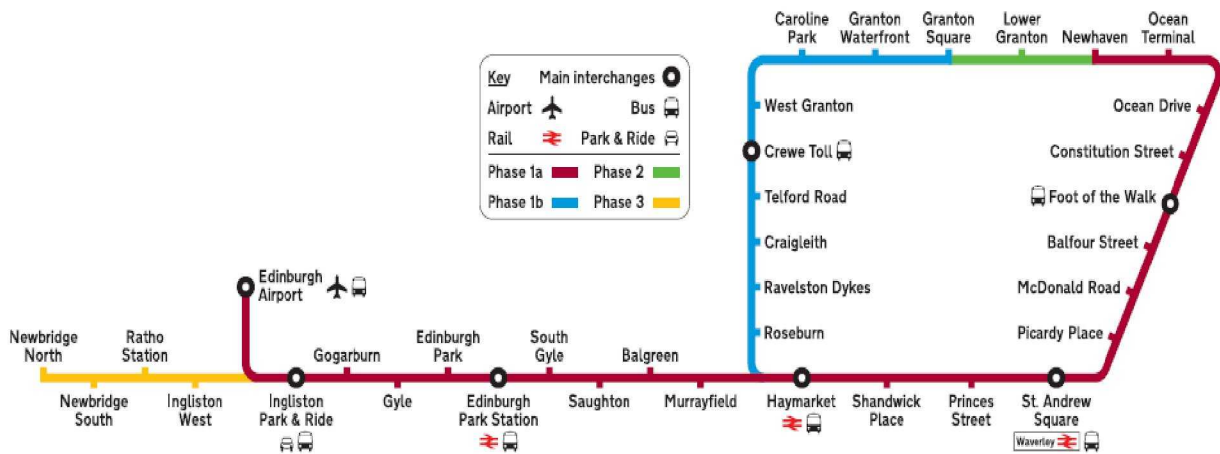 Caroline
Park
Granton
Waterfront
Granton
Square
Lower
Granton
Newhaven
Ocean
Terminal
Key
Main interchanges
Airport
Bus
Rail
Park & Ride
Phase 1a
Phase 2
Phase 1b
Phase 3
West Granton
Crewe Toll
Telford Road
Craigleith
Ravelston Dykes
Roseburn
Ocean Drive
Constitution Street
Foot of the Walk
Balfour Street
McDonald Road
Picardy Place
Edinburgh
Airport
Newbridge
North
Ratho
Station
Gogarburn
Edinburgh
Park
South
Gyle
Balgreen
Newbridge
South
Ingliston
West
Ingliston
Park & Ride
Gyle
Edinburgh
Park Station
Saughton
Murrayfield
Haymarket
Shandwick
Place
Princes
Street
St. Andrew
Square
Waverley